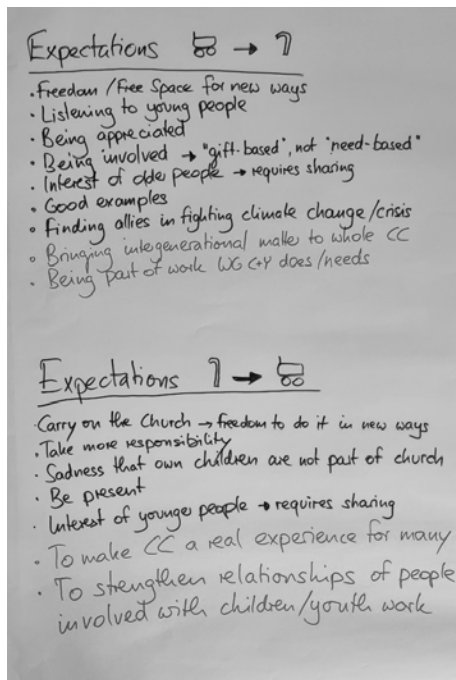 Expectations →
• Freedom / Free Space for new ways
• Listening to young people
• Being appreciated
• Being involved → "gift-based", not "need-based"
• Interest of older people → requires sharing
• Good examples
• Finding allies in fighting climate change/crisis
• Bringing intergenerational matter to whole CC
• Being part of work WG C+Y does/needs
Expectations →
• Carry on the Church → freedom to do it in new ways
• Take more responsibility
• Sadness that own children are not part of church
• Be present
• Interest of younger people → requires sharing
• To make CC a real experience for many
• To strengthen relationships of people
involved with children/youth work